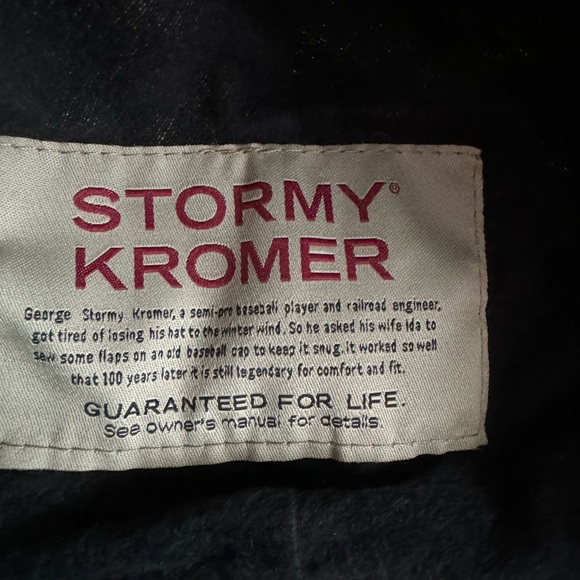 STORMY®
KROMER
George Stormy Kromer, a semi-pro baseball player and railroad engineer,
got tired of losing his hat to the winter wind. So he asked his wife Ida to
sew some flaps on an old baseball cap to keep it snug. It worked so well
that 100 years later it is still legendary for comfort and fit.
GUARANTEED FOR LIFE.
See owner's manual for details.